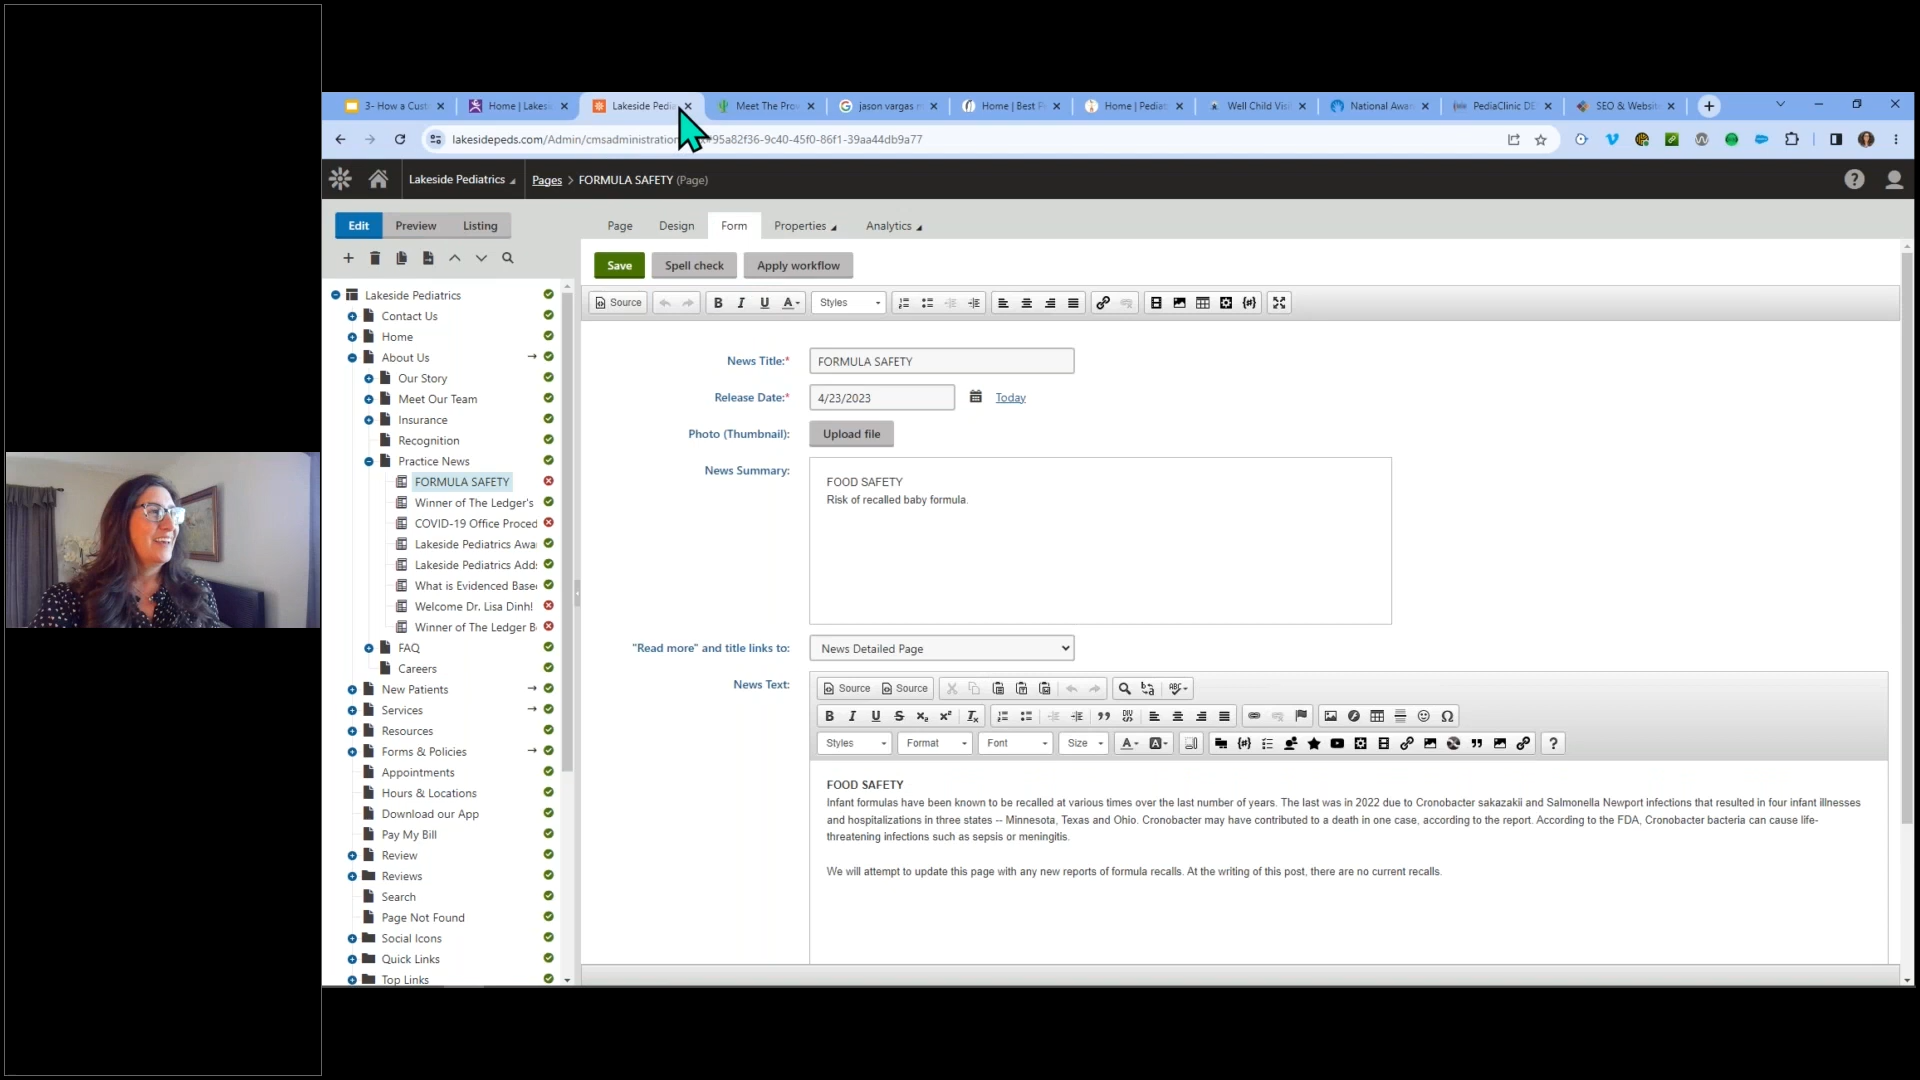 3- How a Cust
Home | Lakes
Lakeside Pedia
Meet The Pro
jason vargas
Home | Best
Home | Pediat
Well Child Vis
National Awa
PediaClinic DE
SEO & Websit
lakesidepeds.com/Admin/cmsadministration
#95a82f36-9c40-45f0-86f1-39aa44db9a77
Lakeside Pediatrics
Pages > FORMULA SAFETY (Page)
Edit
Preview
Listing
Page
Design
Form
Properties
Analytics
Save
Spell check
Apply workflow
Source
B I U A
Styles
Lakeside Pediatrics
Contact Us
Home
About Us
Our Story
Meet Our Team
Insurance
Recognition
Practice News
FORMULA SAFETY
Winner of The Ledger's
COVID-19 Office Proced
Lakeside Pediatrics Awa
Lakeside Pediatrics Adds
What is Evidenced Base
Welcome Dr. Lisa Dinh!
Winner of The Ledger B
FAQ
Careers
New Patients
Services
Resources
Forms & Policies
Appointments
Hours & Locations
Download our App
Pay My Bill
Review
Reviews
Search
Page Not Found
Social Icons
Quick Links
Top Links
News Title:* FORMULA SAFETY
Release Date:* 4/23/2023 Today
Photo (Thumbnail): Upload file
News Summary:
FOOD SAFETY
Risk of recalled baby formula.
"Read more" and title links to: News Detailed Page
News Text:
Source Source
B I U S x₂ x² Ix
Styles Format Font Size A A ?
FOOD SAFETY
Infant formulas have been known to be recalled at various times over the last number of years. The last was in 2022 due to Cronobacter sakazakii and Salmonella Newport infections that resulted in four infant illnesses
and hospitalizations in three states -- Minnesota, Texas and Ohio. Cronobacter may have contributed to a death in one case, according to the report. According to the FDA, Cronobacter bacteria can cause life-
threatening infections such as sepsis or meningitis.
We will attempt to update this page with any new reports of formula recalls. At the writing of this post, there are no current recalls.